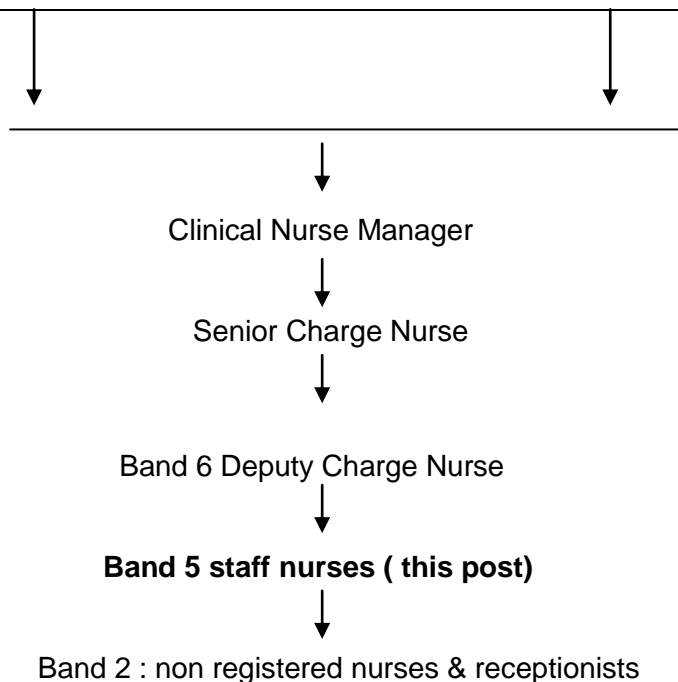 Clinical Nurse Manager
Senior Charge Nurse
Band 6 Deputy Charge Nurse
Band 5 staff nurses ( this post)
Band 2 : non registered nurses & receptionists